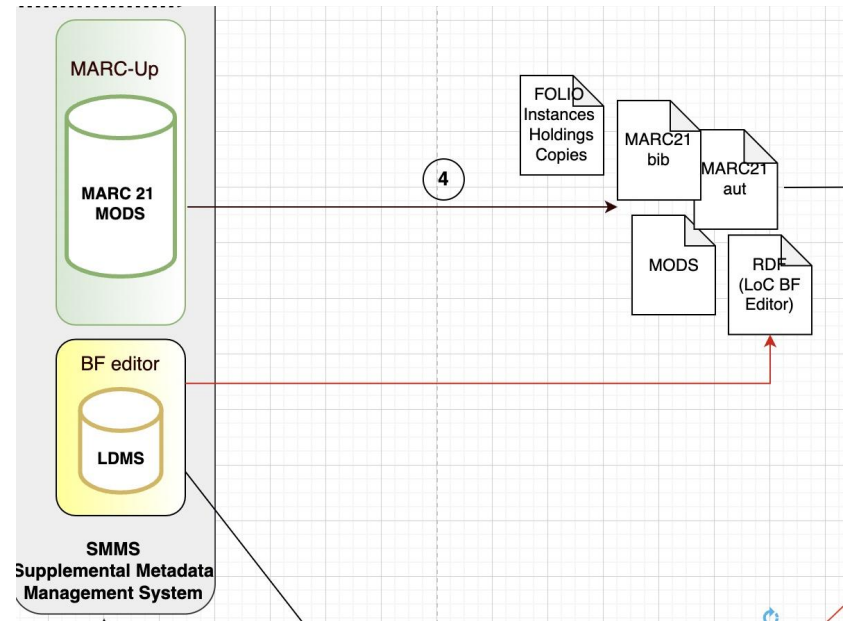 MARC-Up
MARC 21
MODS
BF editor
LDMS
SMMS
Supplemental Metadata
Management System
4
FOLIO
Instances
Holdings
Copies
MARC21
bib
MARC21
aut
MODS
RDF
(LoC BF
Editor)